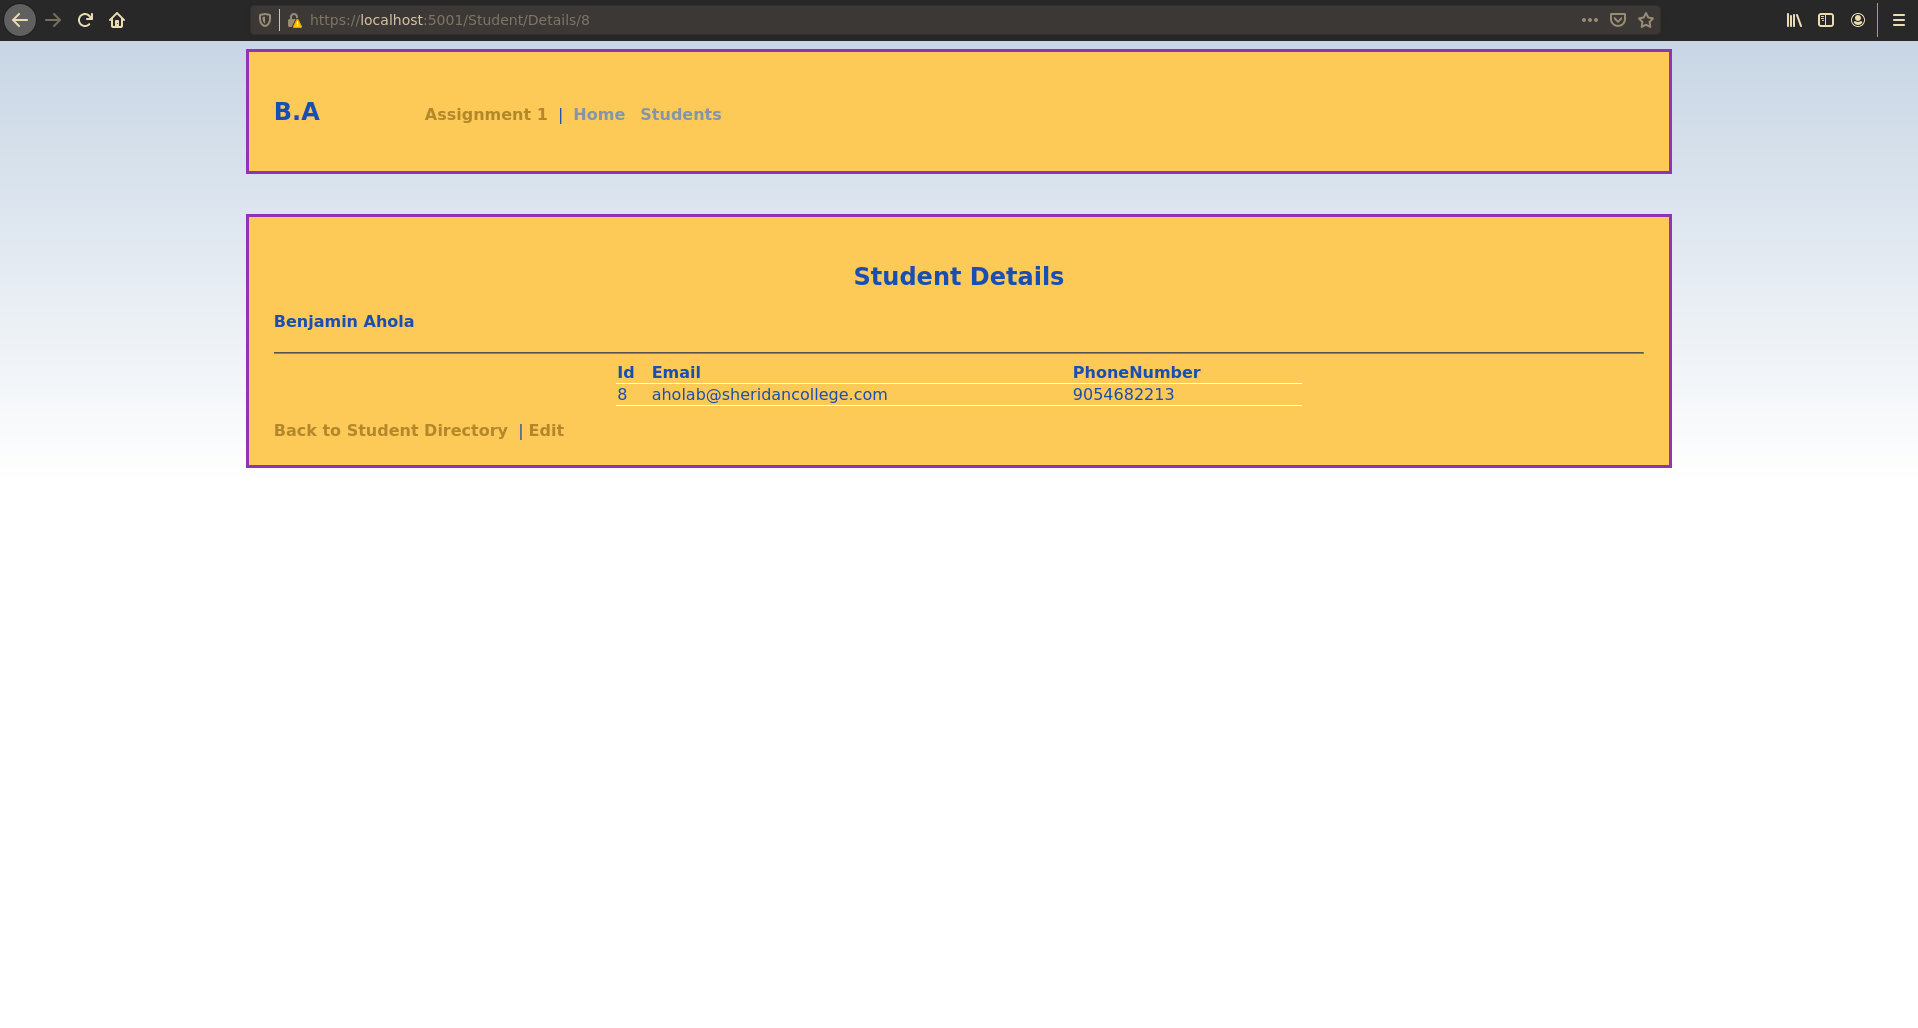 https://localhost:5001/Student/Details/8
B.A Assignment 1 | Home Students
Student Details
Benjamin Ahola
Id Email PhoneNumber
8 aholab@sheridancollege.com 9054682213
Back to Student Directory | Edit